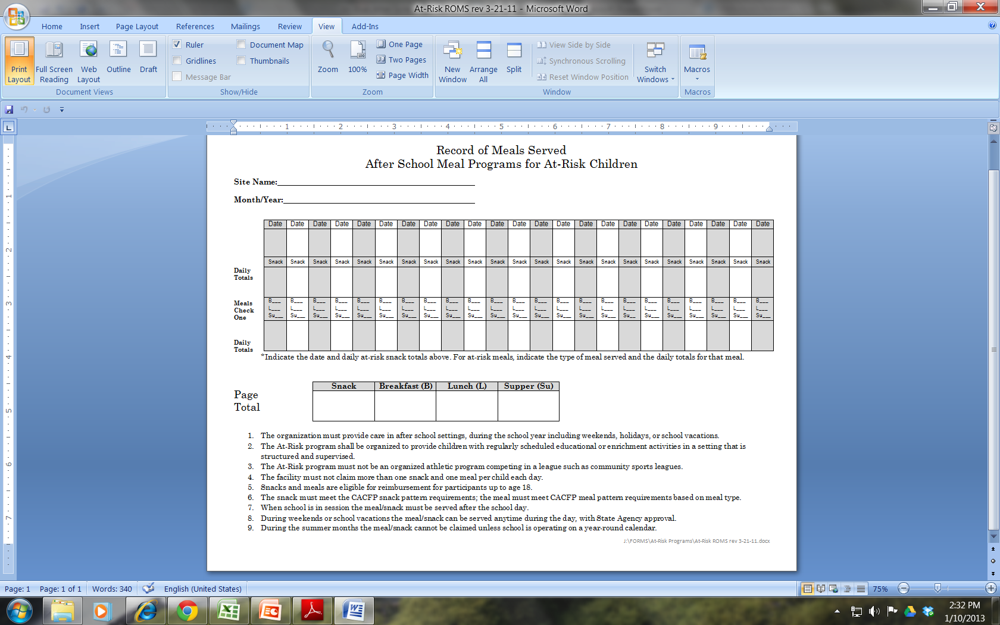 At-Risk ROMS rev 3-21-11 - Microsoft Word
Home Insert Page Layout References Mailings Review View Add-Ins
Ruler Document Map One Page View Side by Side
Gridlines Thumbnails Two Pages Synchronous Scrolling
Message Bar Page Width Reset Window Position
Print Layout Full Screen Reading Web Layout Outline Draft Zoom 100% New Window Arrange All Split Switch Windows Macros
Document Views Show/Hide Zoom Window Macros
1 2 3 4 5 6 7 8 9
Record of Meals Served
After School Meal Programs for At-Risk Children
Site Name:
Month/Year:
Date Date Date Date Date Date Date Date Date Date Date Date Date Date Date Date Date Date Date Date Date Date Date
Snack Snack Snack Snack Snack Snack Snack Snack Snack Snack Snack Snack Snack Snack Snack Snack Snack Snack Snack Snack Snack Snack Snack
Daily
Totals
Meals
Check
One
B___ B___ B___ B___ B___ B___ B___ B___ B___ B___ B___ B___ B___ B___ B___ B___ B___ B___ B___ B___ B___ B___ B___
L___ L___ L___ L___ L___ L___ L___ L___ L___ L___ L___ L___ L___ L___ L___ L___ L___ L___ L___ L___ L___ L___ L___
Su___ Su___ Su___ Su___ Su___ Su___ Su___ Su___ Su___ Su___ Su___ Su___ Su___ Su___ Su___ Su___ Su___ Su___ Su___ Su___ Su___ Su___ Su___
Daily
Totals
*Indicate the date and daily at-risk snack totals above. For at-risk meals, indicate the type of meal served and the daily totals for that meal.
Snack Breakfast (B) Lunch (L) Supper (Su)
Page
Total
1. The organization must provide care in after school settings, during the school year including weekends, holidays, or school vacations.
2. The At-Risk program shall be organized to provide children with regularly scheduled educational or enrichment activities in a setting that is
structured and supervised.
3. The At-Risk program must not be an organized athletic program competing in a league such as community sports leagues.
4. The facility must not claim more than one snack and one meal per child each day.
5. Snacks and meals are eligible for reimbursement for participants up to age 18.
6. The snack must meet the CACFP snack pattern requirements; the meal must meet CACFP meal pattern requirements based on meal type.
7. When school is in session the meal/snack must be served after the school day.
8. During weekends or school vacations the meal/snack can be served anytime during the day, with State Agency approval.
9. During the summer months the meal/snack cannot be claimed unless school is operating on a year-round calendar.
J:\FORMS\At-Risk Programs\At-Risk ROMS rev 3-21-11.docx
1
2
3
4
5
6
7
Page: 1 Page: 1 of 1 Words: 340 English (United States) 75%
2:32 PM
1/10/2013